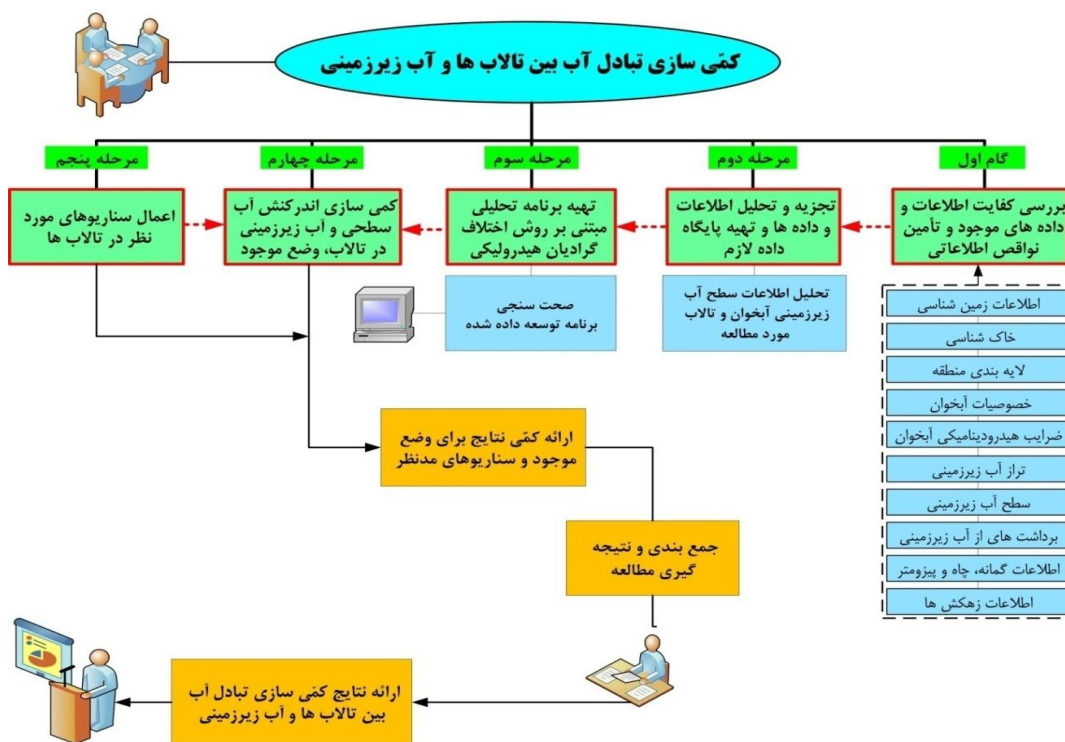 کمّی سازی تبادل آب بین تالاب ها و آب زیرزمینی
گام اول
مرحله دوم
مرحله سوم
مرحله چهارم
مرحله پنجم
بررسی کفایت اطلاعات و
داده های موجود و تأمین
نواقص اطلاعاتی
تجزیه و تحلیل اطلاعات
و داده ها و تهیه پایگاه
داده لازم
تهیه برنامه تحلیلی
مبتنی بر روش اختلاف
گرادیان هیدرولیکی
کمی سازی اندرکنش آب
سطحی و آب زیرزمینی
در تالاب، وضع موجود
اعمال سناریوهای مورد
نظر در تالاب ها
اطلاعات زمین شناسی
خاک شناسی
لایه بندی منطقه
خصوصیات آبخوان
ضرایب هیدرودینامیکی آبخوان
تراز آب زیرزمینی
سطح آب زیرزمینی
برداشت های از آب زیرزمینی
اطلاعات گمانه، چاه و پیزومتر
اطلاعات زهکش ها
تحلیل اطلاعات سطح آب
زیرزمینی آبخوان و تالاب
مورد مطالعه
صحت سنجی
برنامه توسعه داده شده
ارائه کمّی نتایج برای وضع
موجود و سناریوهای مدنظر
جمع بندی و نتیجه
گیری مطالعه
ارائه نتایج کمّی سازی تبادل آب
بین تالاب ها و آب زیرزمینی